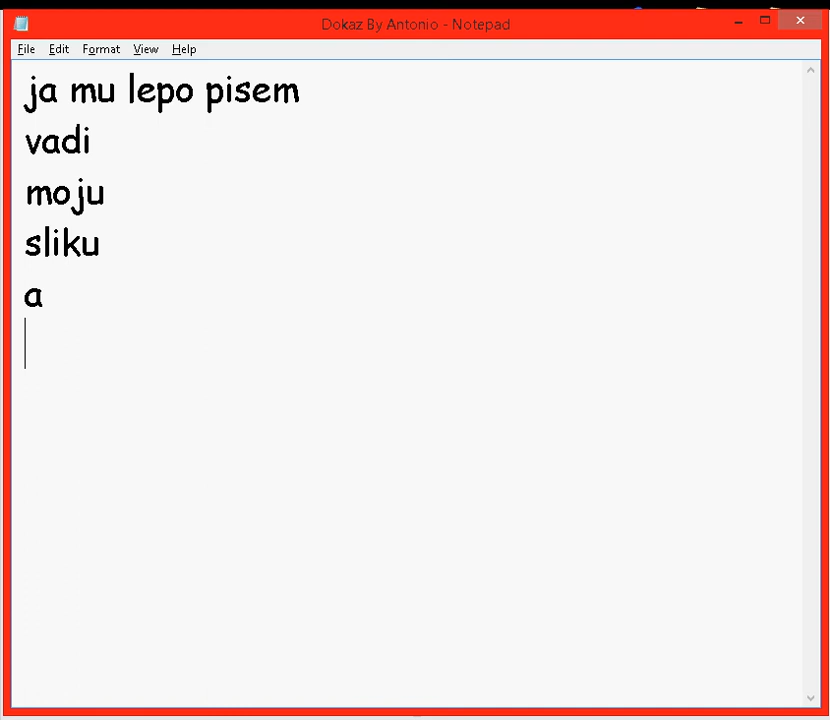 Dokaz By Antonio - Notepad
File Edit Format View Help
ja mu lepo pisem
vadi
moju
sliku
a